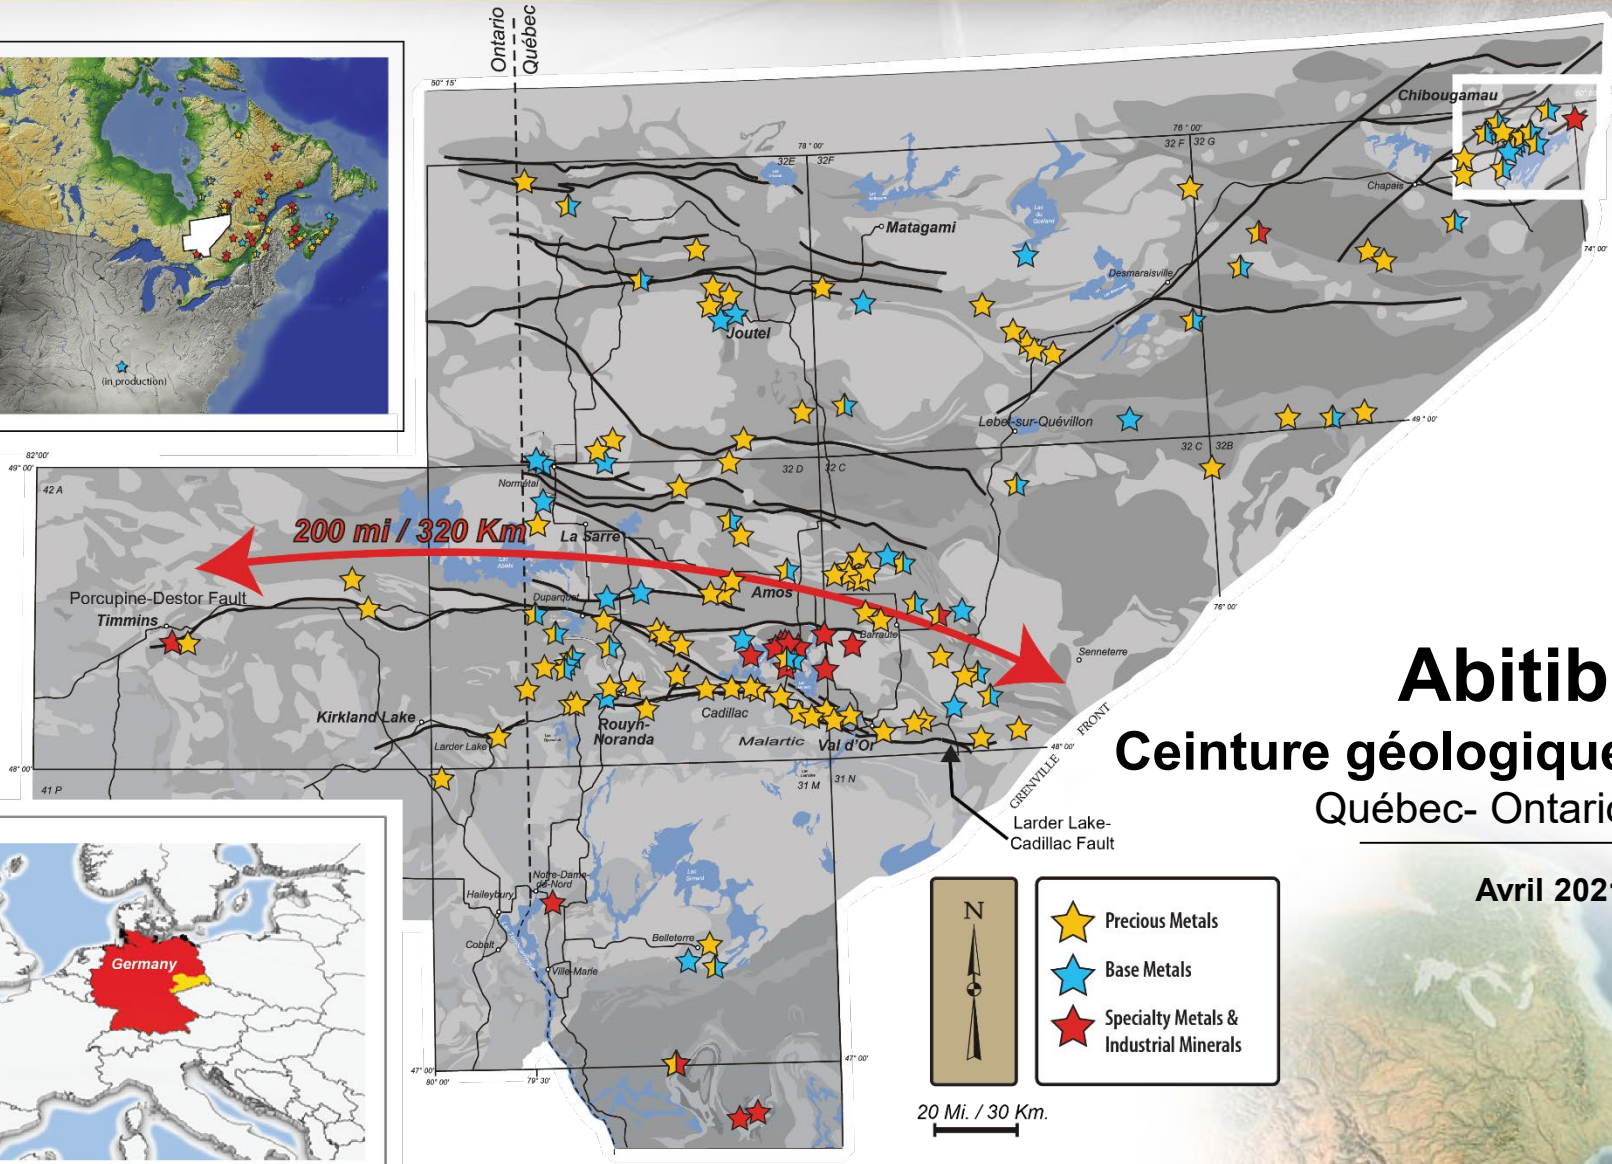 Ontario
Québec
50° 15'
Chibougamau
76° 00'
32 F
32 G
78° 00'
32E
32F
Chapais
74° 00'
Matagami
Desmaraisville
(in production)
Joutel
Lebel-sur-Quévillon
49° 00'
82°00'
49° 00'
42 A
32 D
32 C
32 C
32B
Normétal
200 mi / 320 Km
La Sarre
Porcupine-Destor Fault
Timmins
Duparquet
Amos
Barraute
76° 00'
Senneterre
Abitib
Kirkland Lake
Larder Lake
Rouyn-
Noranda
Cadillac
Malartic
Val d'Or
48° 00'
GRENVILLE FRONT
Ceinture géologique
48° 00'
41 P
31 M
31 N
Québec- Ontario
Larder Lake-
Cadillac Fault
Avril 2021
Notre-Dame-
du-Nord
Haileybury
Cobalt
Belleterre
Ville-Marie
N
Precious Metals
Base Metals
Specialty Metals &
Industrial Minerals
Germany
47° 00'
80° 00'
79° 30'
47° 00'
20 Mi. / 30 Km.